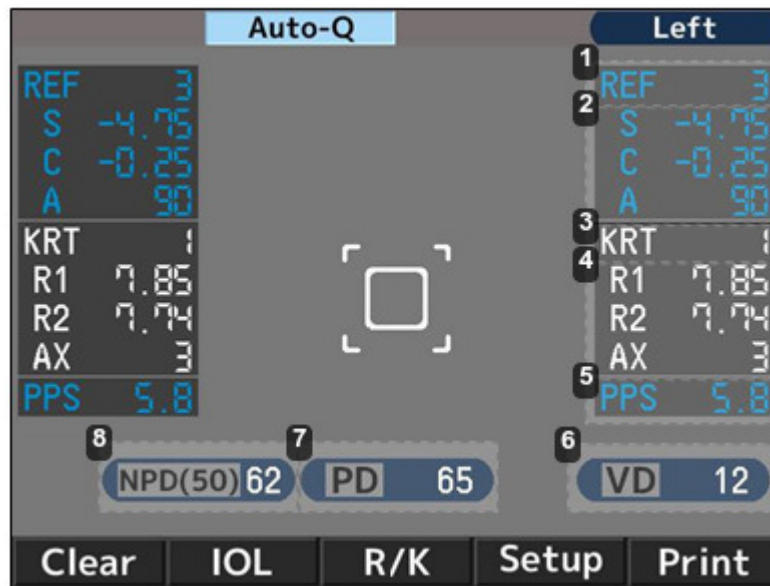 Auto-Q Left
REF 3
S -4.75
C -0.25
A 90
KRT 1
R1 7.85
R2 7.74
AX 3
PPS 5.8
1
REF 3
2
S -4.75
C -0.25
A 90
3
KRT 1
4
R1 7.85
R2 7.74
AX 3
5
PPS 5.8
8 7 6
NPD(50) 62 PD 65 VD 12
Clear IOL R/K Setup Print